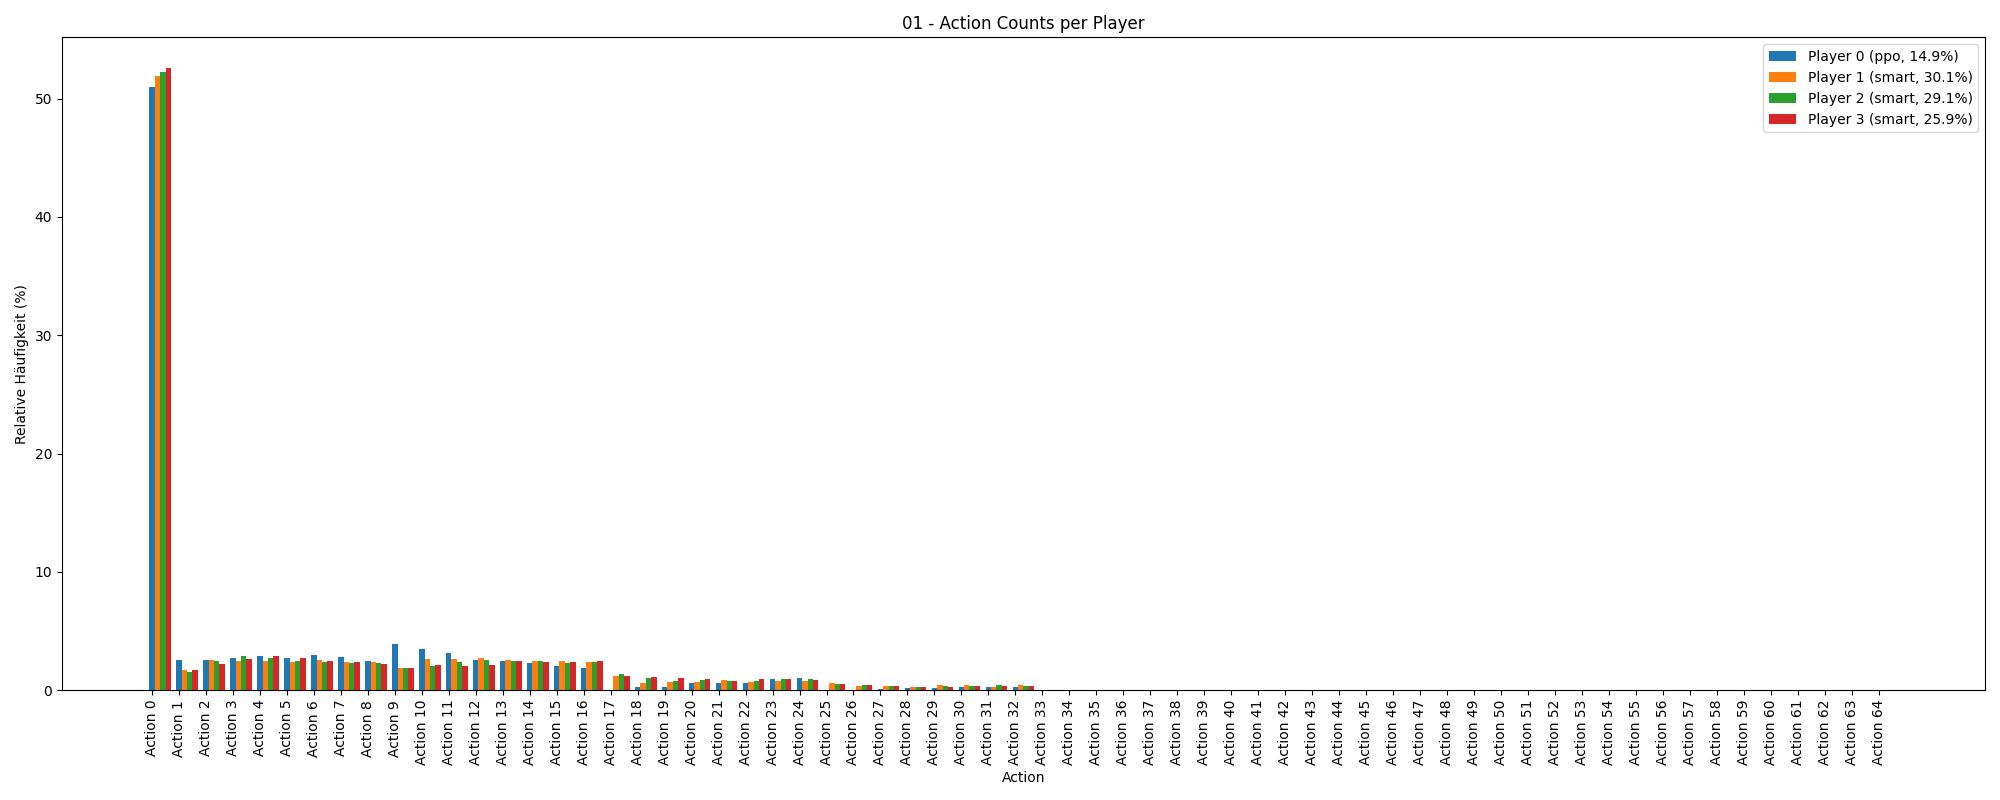 01 - Action Counts per Player
Player 0 (ppo, 14.9%)
Player 1 (smart, 30.1%)
Player 2 (smart, 29.1%)
Player 3 (smart, 25.9%)
Relative Häufigkeit (%)
50
40
30
20
10
0
Action 0
Action 1
Action 2
Action 3
Action 4
Action 5
Action 6
Action 7
Action 8
Action 9
Action 10
Action 11
Action 12
Action 13
Action 14
Action 15
Action 16
Action 17
Action 18
Action 19
Action 20
Action 21
Action 22
Action 23
Action 24
Action 25
Action 26
Action 27
Action 28
Action 29
Action 30
Action 31
Action 32
Action 33
Action 34
Action 35
Action 36
Action 37
Action 38
Action 39
Action 40
Action 41
Action 42
Action 43
Action 44
Action 45
Action 46
Action 47
Action 48
Action 49
Action 50
Action 51
Action 52
Action 53
Action 54
Action 55
Action 56
Action 57
Action 58
Action 59
Action 60
Action 61
Action 62
Action 63
Action 64
Action